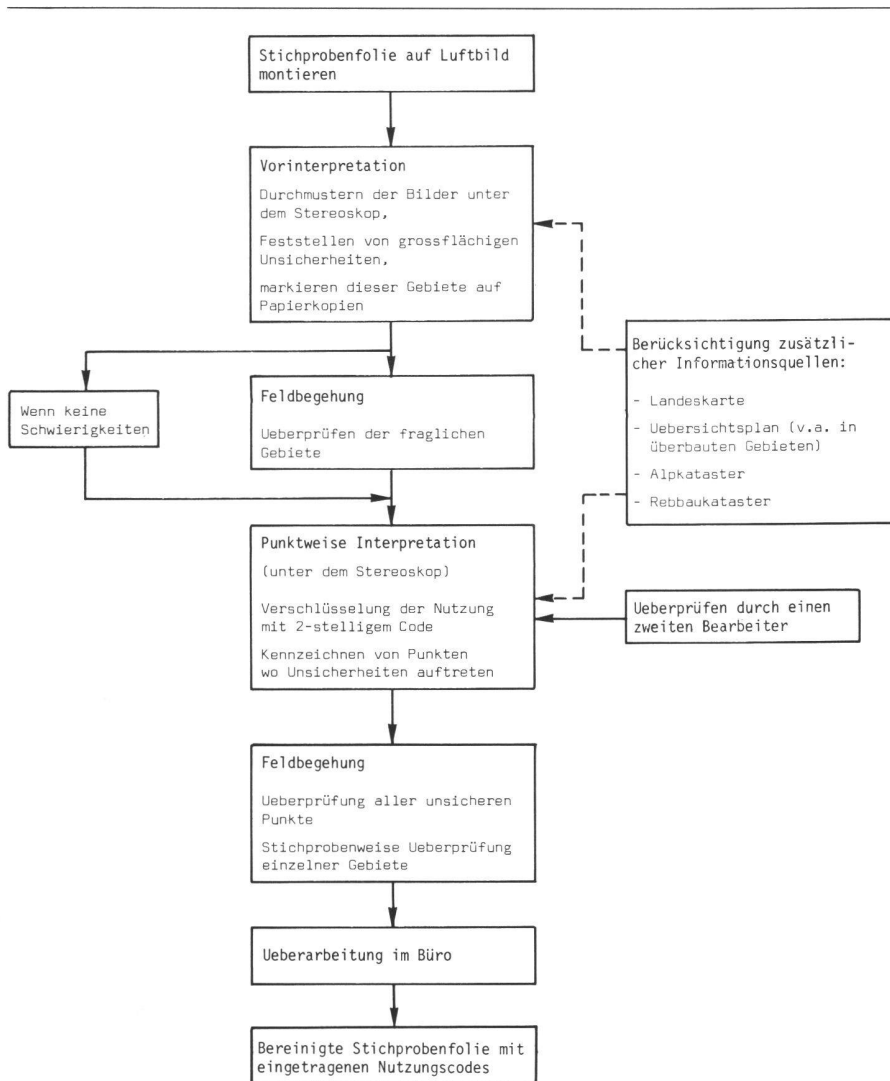 Stichprobenfolie auf Luftbild
montieren
Vorinterpretation
Durchmustern der Bilder unter
dem Stereoskop,
Feststellen von grossflächigen
Unsicherheiten,
markieren dieser Gebiete auf
Papierkopien
Berücksichtigung zusätzli-
cher Informationsquellen:
- Landeskarte
- Uebersichtsplan (v.a. in
überbauten Gebieten)
- Alpkataster
- Rebbaukataster
Wenn keine
Schwierigkeiten
Feldbegehung
Ueberprüfen der fraglichen
Gebiete
Punktweise Interpretation
(unter dem Stereoskop)
Verschlüsselung der Nutzung
mit 2-stelligem Code
Kennzeichnen von Punkten
wo Unsicherheiten auftreten
Ueberprüfen durch einen
zweiten Bearbeiter
Feldbegehung
Ueberprüfung aller unsicheren
Punkte
Stichprobenweise Ueberprüfung
einzelner Gebiete
Ueberarbeitung im Büro
Bereinigte Stichprobenfolie mit
eingetragenen Nutzungscodes